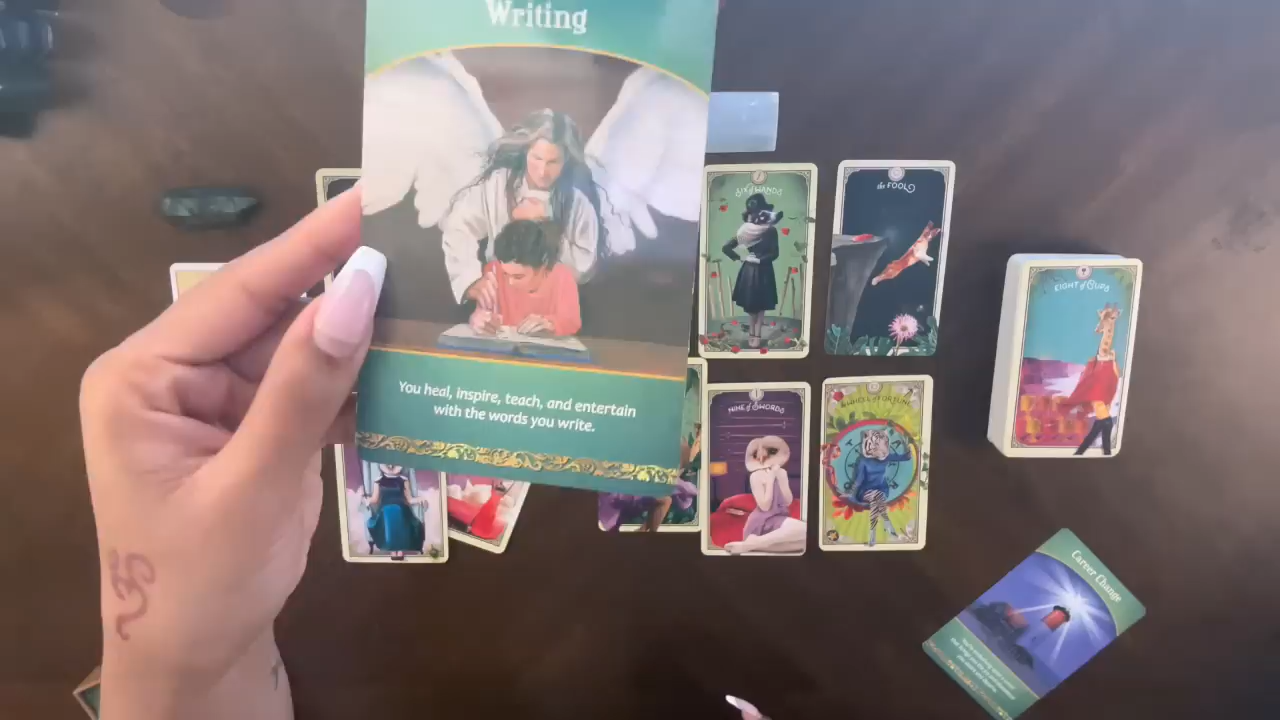 Writing
You heal, inspire, teach, and entertain
with the words you write.
SIX of WANDS
the FOOL
EIGHT of CUPS
NINE of SWORDS
WHEEL of FORTUNE
Career Change